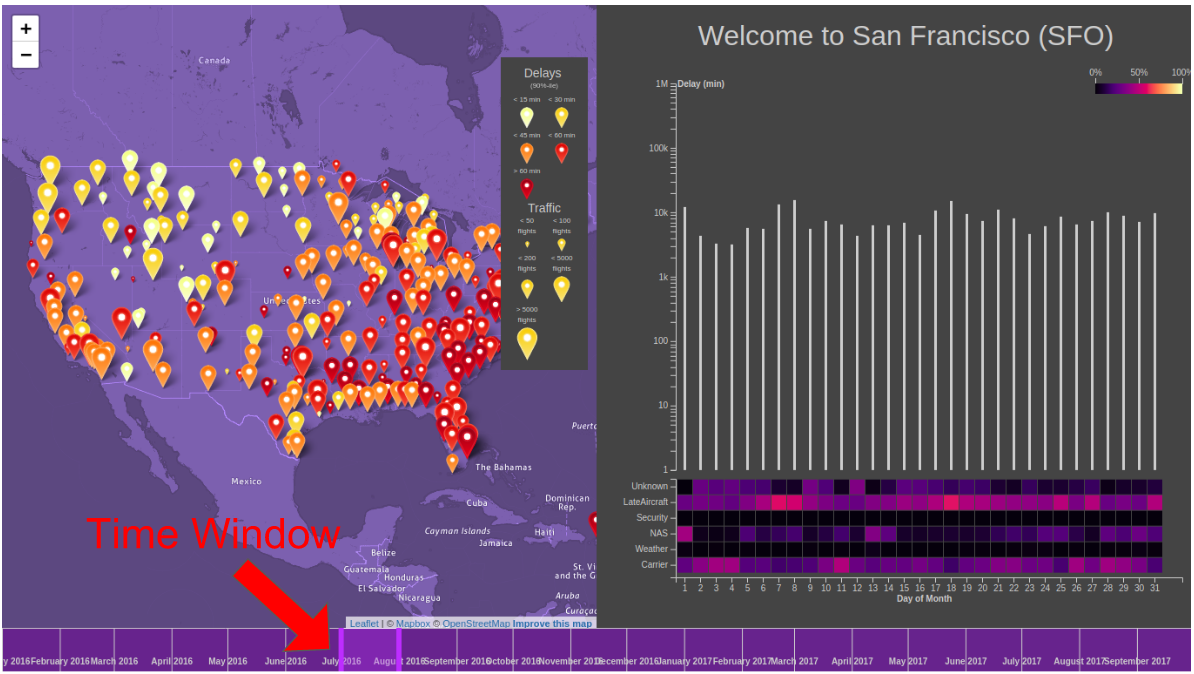 +
−
Canada
United States
Mexico
The Bahamas
Cuba
Dominican
Rep.
Cayman Islands
Haiti
Jamaica
Belize
Guatemala
Honduras
El Salvador
Nicaragua
Aruba
Delays
(90%-ile)
< 15 min < 30 min
< 45 min < 60 min
> 60 min
Traffic
< 50 < 100
flights flights
< 200 < 5000
flights flights
> 5000
flights
Time Window
Leaflet | © Mapbox © OpenStreetMap Improve this map
Welcome to San Francisco (SFO)
0% 50% 100%
Delay (min)
1M
100k
10k
1k
100
10
1
Unknown
LateAircraft
Security
NAS
Weather
Carrier
1 2 3 4 5 6 7 8 9 10 11 12 13 14 15 16 17 18 19 20 21 22 23 24 25 26 27 28 29 30 31
Day of Month
y 2016 February 2016 March 2016 April 2016 May 2016 June 2016 July 2016 August 2016 September 2016 October 2016 November 2016 December 2016 January 2017 February 2017 March 2017 April 2017 May 2017 June 2017 July 2017 August 2017 September 2017